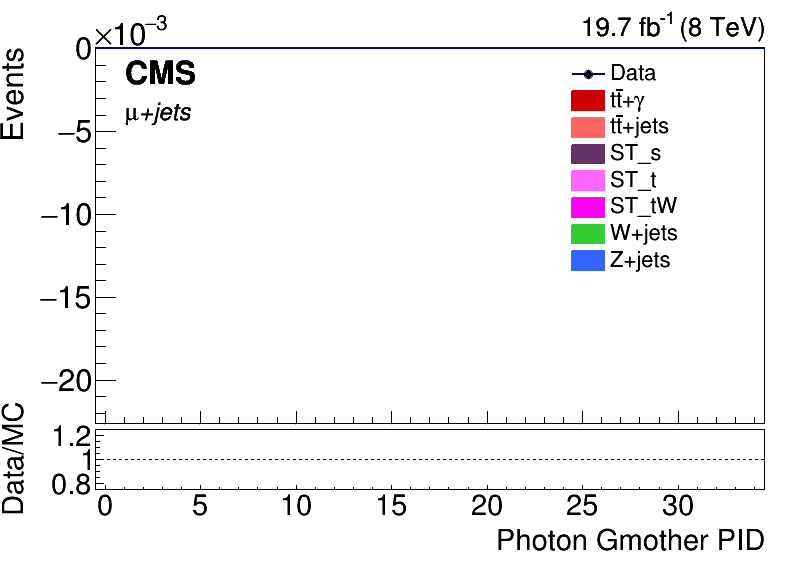 ×10⁻³
19.7 fb⁻¹ (8 TeV)
Events
0
−5
−10
−15
−20
CMS
μ+jets
Data
tt̄+γ
tt̄+jets
ST_s
ST_t
ST_tW
W+jets
Z+jets
Data/MC
1.2
1
0.8
0 5 10 15 20 25 30
Photon Gmother PID